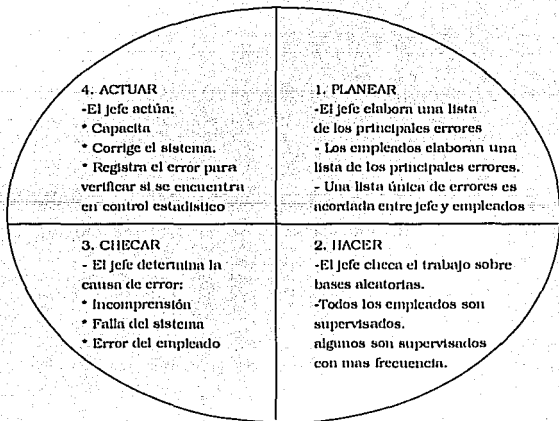 1. PLANEAR
-El jefe elabora una lista
de los principales errores
- Los empleados elaboran una
lista de los principales errores.
- Una lista única de errores es
acordada entre jefe y empleados
2. HACER
-El jefe checa el trabajo sobre
bases aleatorias.
-Todos los empleados son
supervisados.
algunos son supervisados
con mas frecuencia.
3. CHECAR
- El jefe determina la
causa de error:
* Incomprensión
* Falla del sistema
* Error del empleado
4. ACTUAR
-El jefe actúa:
* Capacita
* Corrige el sistema.
* Registra el error para
verificar si se encuentra
en control estadístico